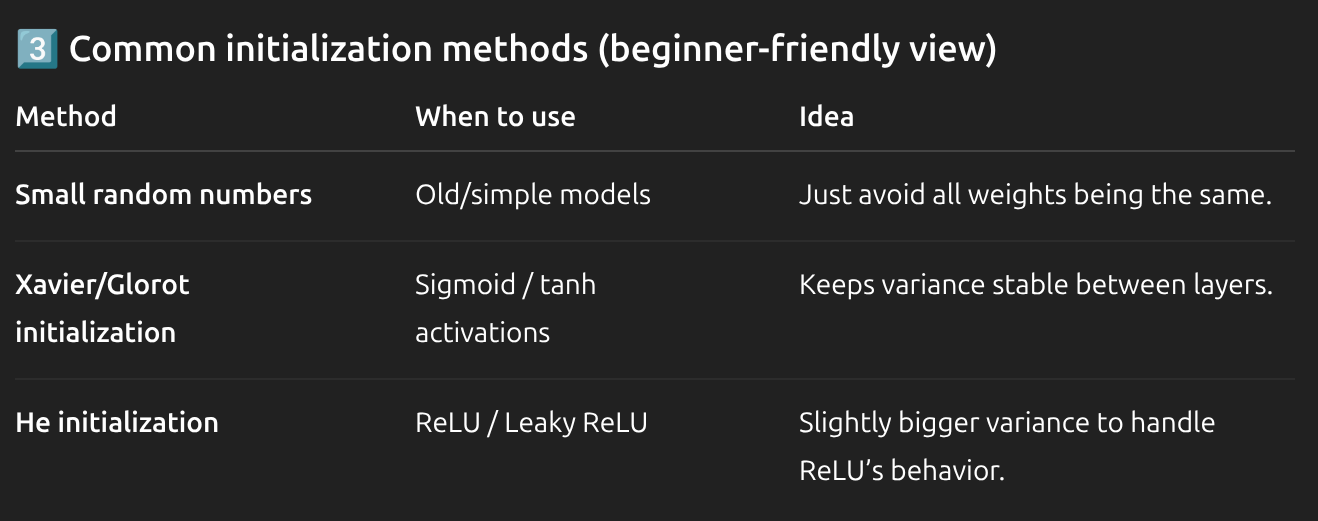 3️⃣ Common initialization methods (beginner-friendly view)
Method When to use Idea
Small random numbers Old/simple models Just avoid all weights being the same.
Xavier/Glorot Sigmoid / tanh Keeps variance stable between layers.
initialization activations
He initialization ReLU / Leaky ReLU Slightly bigger variance to handle
ReLU’s behavior.